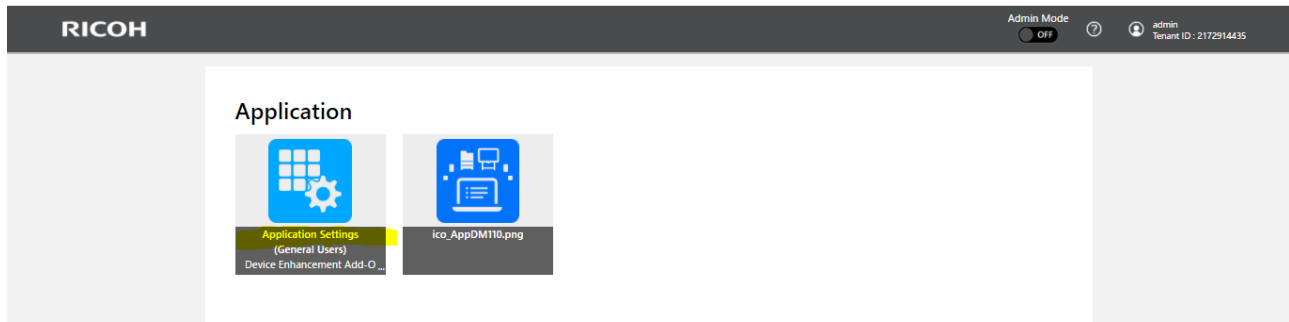 RICOH
Admin Mode
OFF
?
admin
Tenant ID : 2172914435
Application
Application Settings
(General Users)
Device Enhancement Add-O ...
ico_AppDM110.png